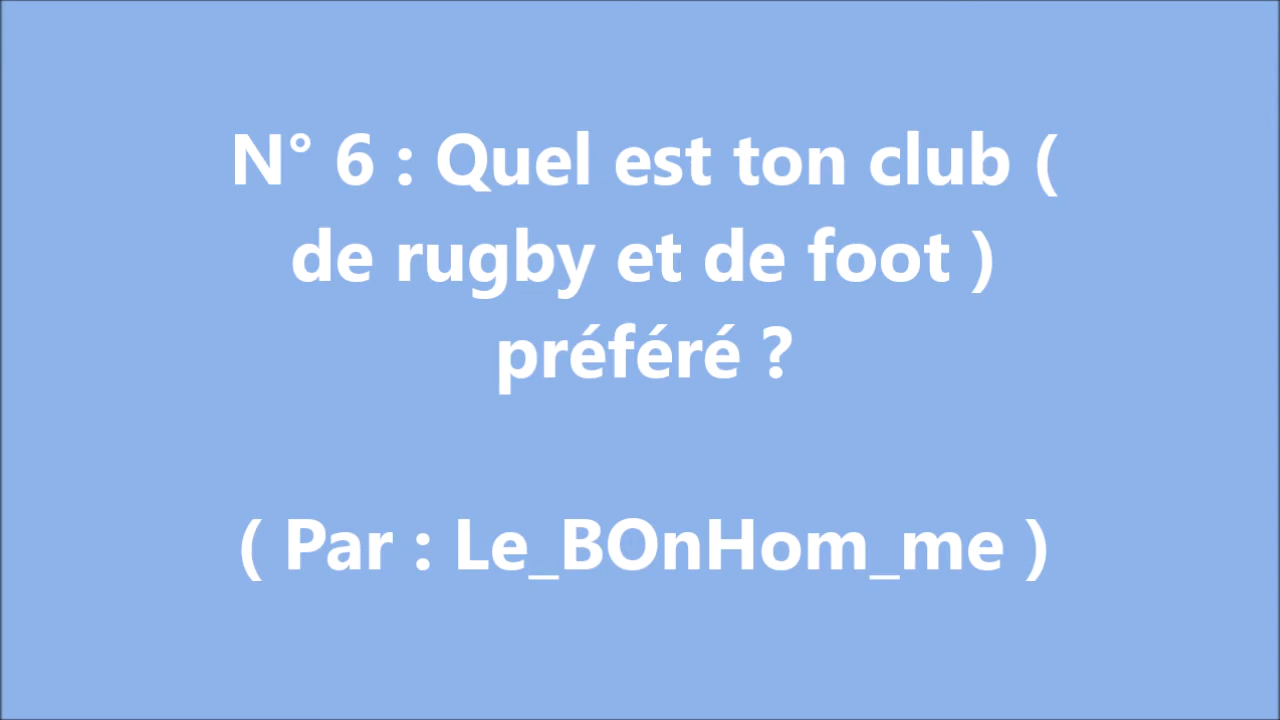 N° 6 : Quel est ton club (
de rugby et de foot )
préféré ?
( Par : Le_BOnHom_me )